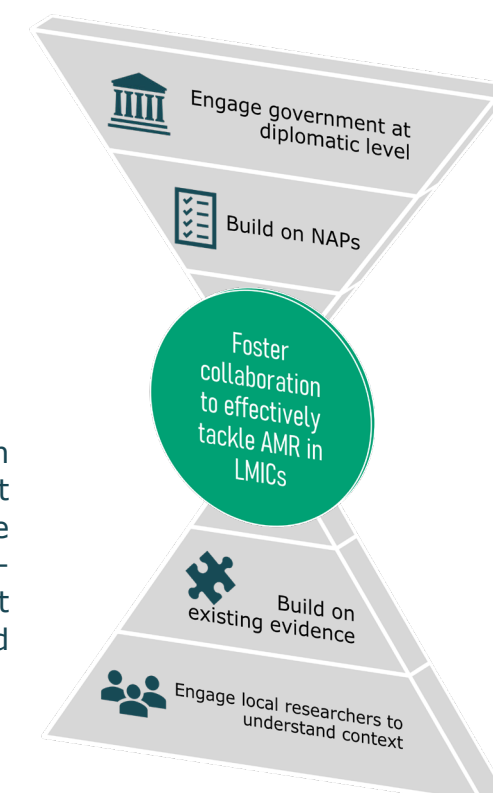 Engage government at
diplomatic level
Build on NAPs
Foster
collaboration
to effectively
tackle AMR in
LMICs
Build on
existing evidence
Engage local researchers to
understand context